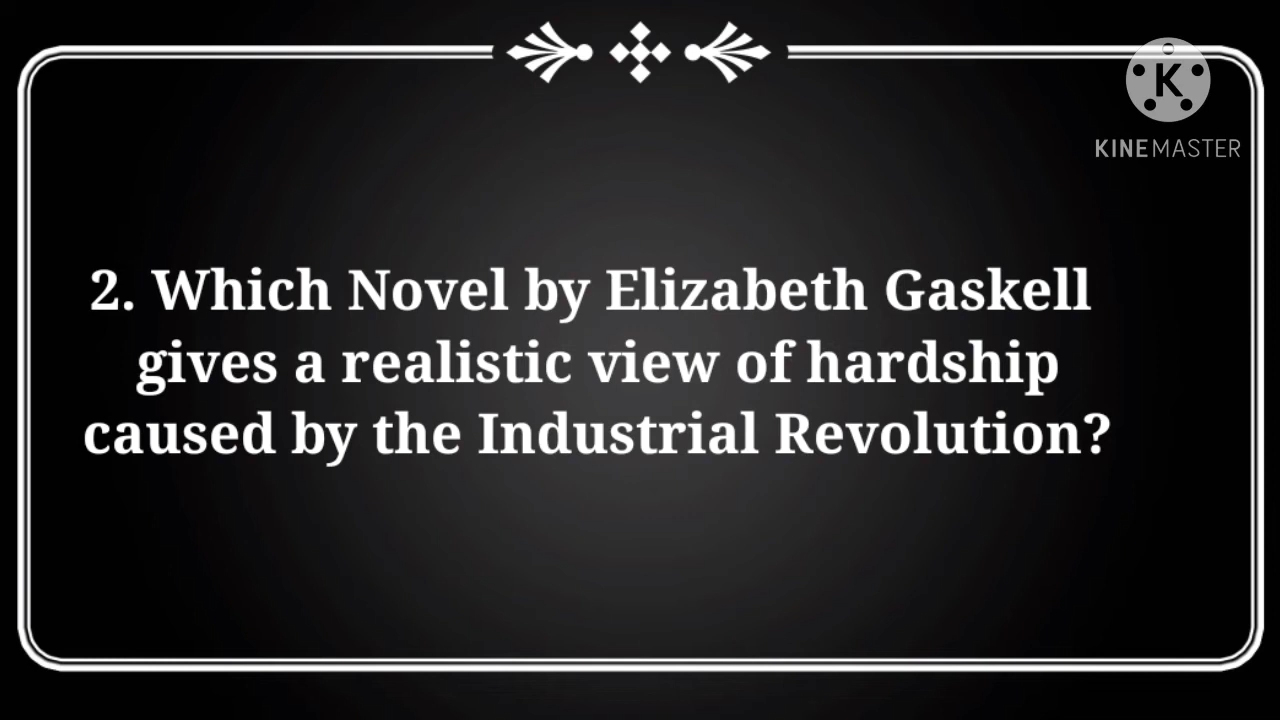 K
KINEMASTER
2. Which Novel by Elizabeth Gaskell
gives a realistic view of hardship
caused by the Industrial Revolution?